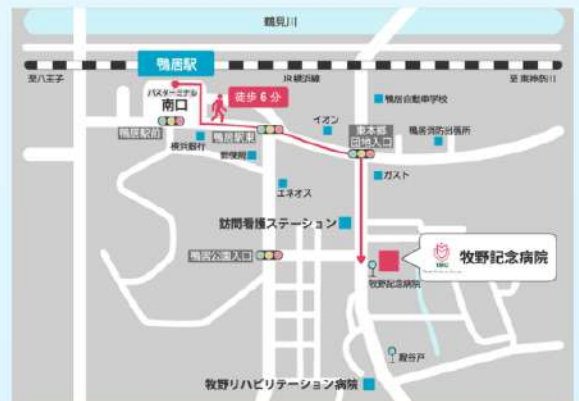 鶴見川
鴨居駅
至八王子
JR横浜線
至東神奈川
バスターミナル
南口
徒歩6分
鴨居自動車学校
鴨居駅前
横浜銀行
鴨居駅東
イオン
東本郷
団地入口
鴨居消防出張所
郵便局
エネオス
ガスト
訪問看護ステーション
鴨居公園入口
牧野記念病院
牧野記念病院
殿谷戸
牧野リハビリテーション病院